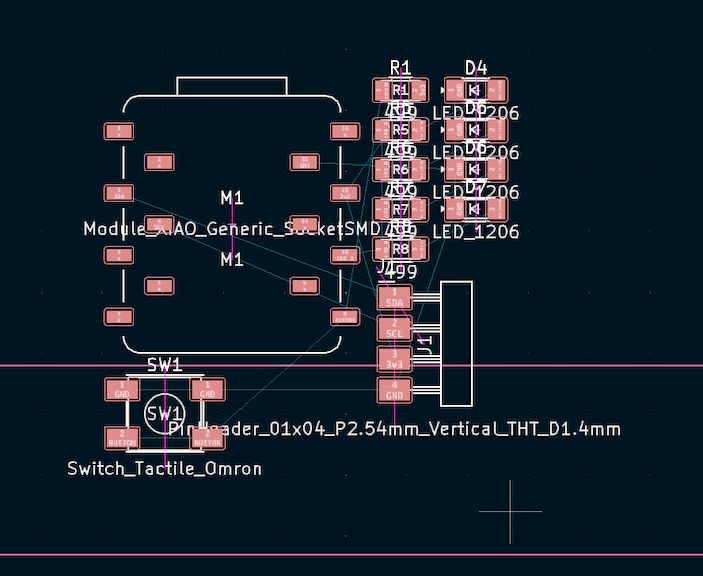 R1
D4
R1
499
LED_1206
R5
LED_1206
R6
M1
R7
LED_1206
Module_XIAO_Generic_SocketSMD
LED_1206
M1
R8
499
1
SDA
2
SCL
J1
3
3v3
SW1
4
GND
1
GND
1
GND
SW1
PinHeader_01x04_P2.54mm_Vertical_THT_D1.4mm
2
BUTTON
2
BUTTON
Switch_Tactile_Omron